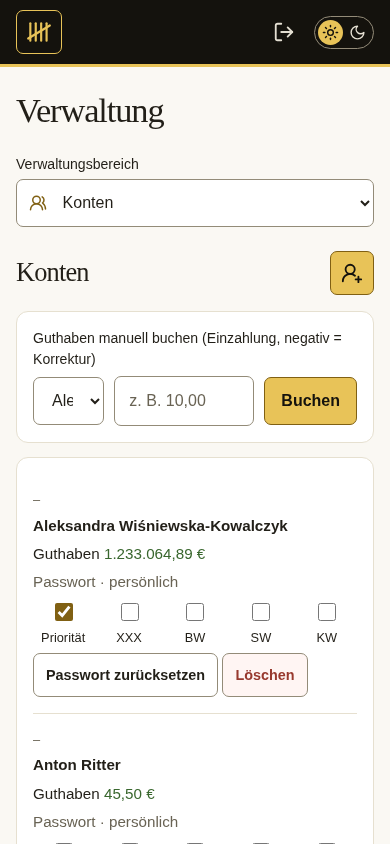 Verwaltung
Verwaltungsbereich
Konten
Konten
Guthaben manuell buchen (Einzahlung, negativ =
Korrektur)
Ale z. B. 10,00 Buchen
–
Aleksandra Wiśniewska-Kowalczyk
Guthaben 1.233.064,89 €
Passwort · persönlich
Priorität XXX BW SW KW
Passwort zurücksetzen Löschen
–
Anton Ritter
Guthaben 45,50 €
Passwort · persönlich